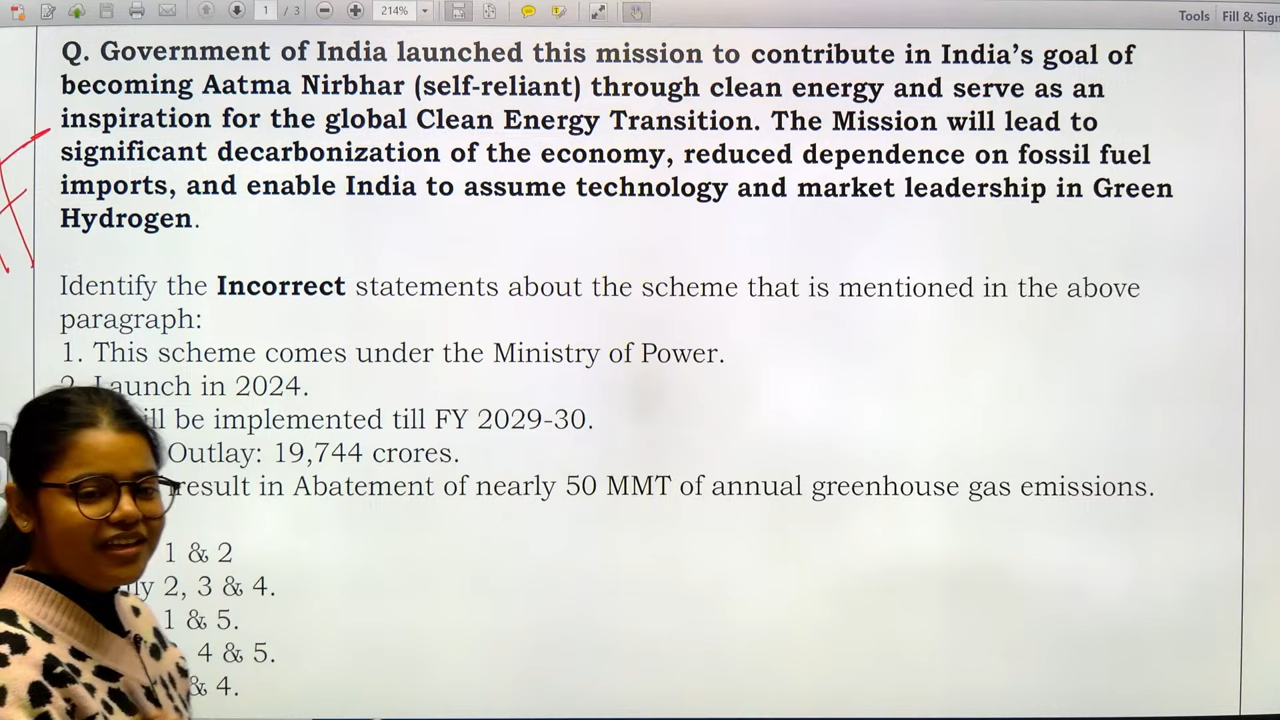 1 / 3
214%
Tools
Fill & Sign
Q. Government of India launched this mission to contribute in India's goal of
becoming Aatma Nirbhar (self-reliant) through clean energy and serve as an
inspiration for the global Clean Energy Transition. The Mission will lead to
significant decarbonization of the economy, reduced dependence on fossil fuel
imports, and enable India to assume technology and market leadership in Green
Hydrogen.
Identify the Incorrect statements about the scheme that is mentioned in the above
paragraph:
1. This scheme comes under the Ministry of Power.
2. Launch in 2024.
be implemented till FY 2029-30.
Outlay: 19,744 crores.
result in Abatement of nearly 50 MMT of annual greenhouse gas emissions.
1 & 2
2, 3 & 4.
1 & 5.
4 & 5.
& 4.